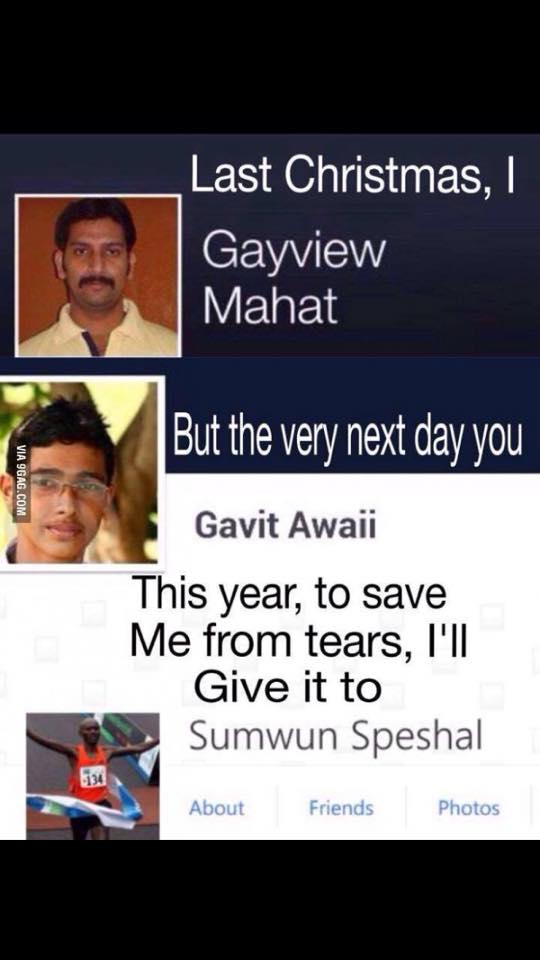 Last Christmas, I
Gayview
Mahat
But the very next day you
VIA 9GAG.COM
Gavit Awaii
This year, to save
Me from tears, I'll
Give it to
Sumwun Speshal
134
About
Friends
Photos